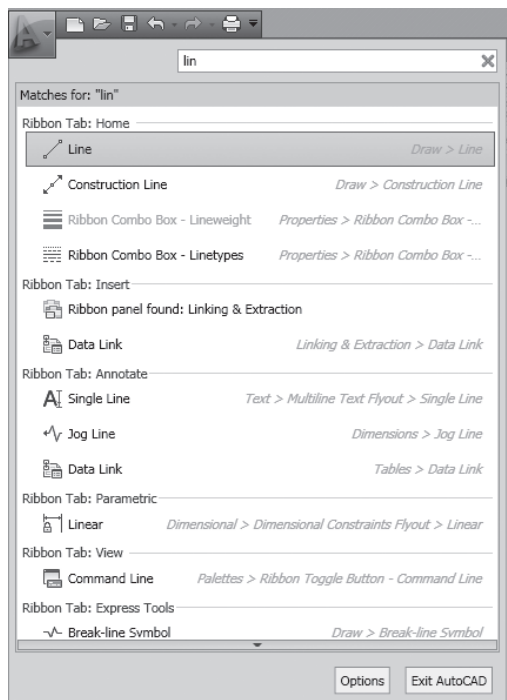 lin
Matches for: "lin"
Ribbon Tab: Home
Line Draw > Line
Construction Line Draw > Construction Line
Ribbon Combo Box - Lineweight Properties > Ribbon Combo Box -...
Ribbon Combo Box - Linetypes Properties > Ribbon Combo Box -...
Ribbon Tab: Insert
Ribbon panel found: Linking & Extraction
Data Link Linking & Extraction > Data Link
Ribbon Tab: Annotate
Single Line Text > Multiline Text Flyout > Single Line
Jog Line Dimensions > Jog Line
Data Link Tables > Data Link
Ribbon Tab: Parametric
Linear Dimensional > Dimensional Constraints Flyout > Linear
Ribbon Tab: View
Command Line Palettes > Ribbon Toggle Button - Command Line
Ribbon Tab: Express Tools
Break-line Symbol Draw > Break-line Symbol
Options Exit AutoCAD